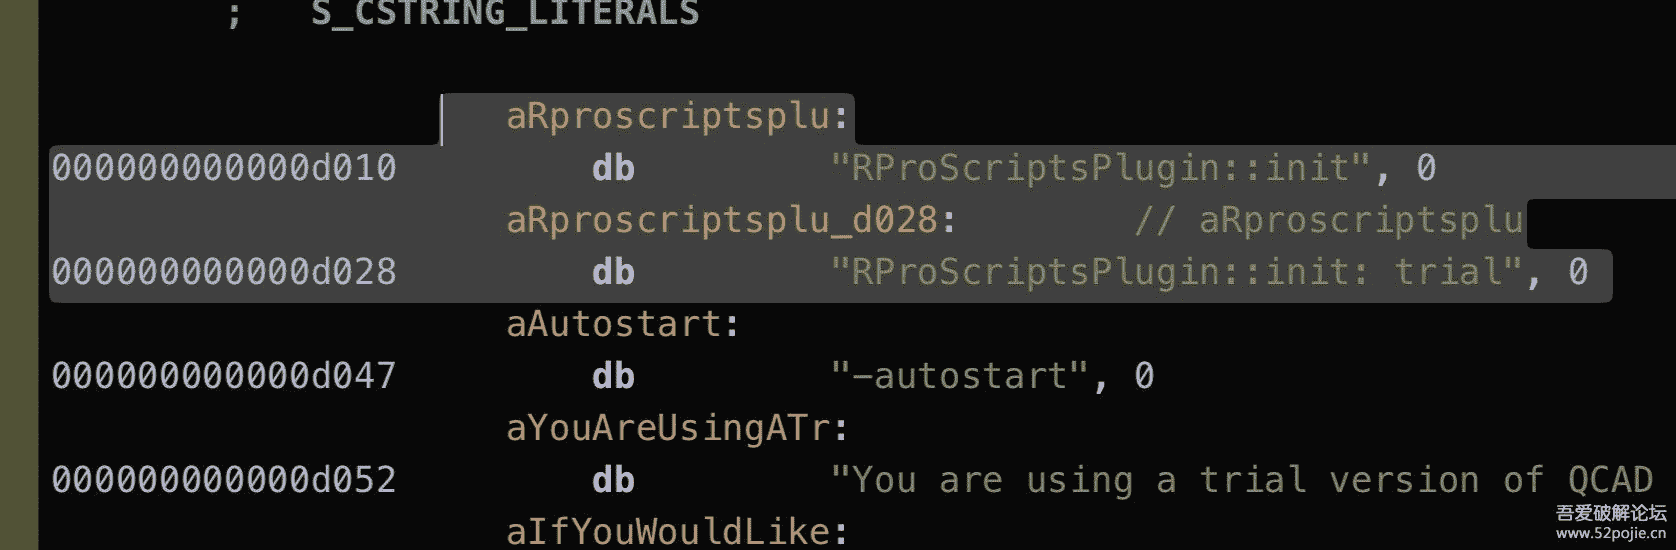 ; S_CSTRING_LITERALS
aRproscriptsplu:
000000000000d010 db "RProScriptsPlugin::init", 0
aRproscriptsplu_d028: // aRproscriptsplu
000000000000d028 db "RProScriptsPlugin::init: trial", 0
aAutostart:
000000000000d047 db "-autostart", 0
aYouAreUsingATr:
000000000000d052 db "You are using a trial version of QCAD
aIfYouWouldLike:
吾爱破解论坛
www.52pojie.cn